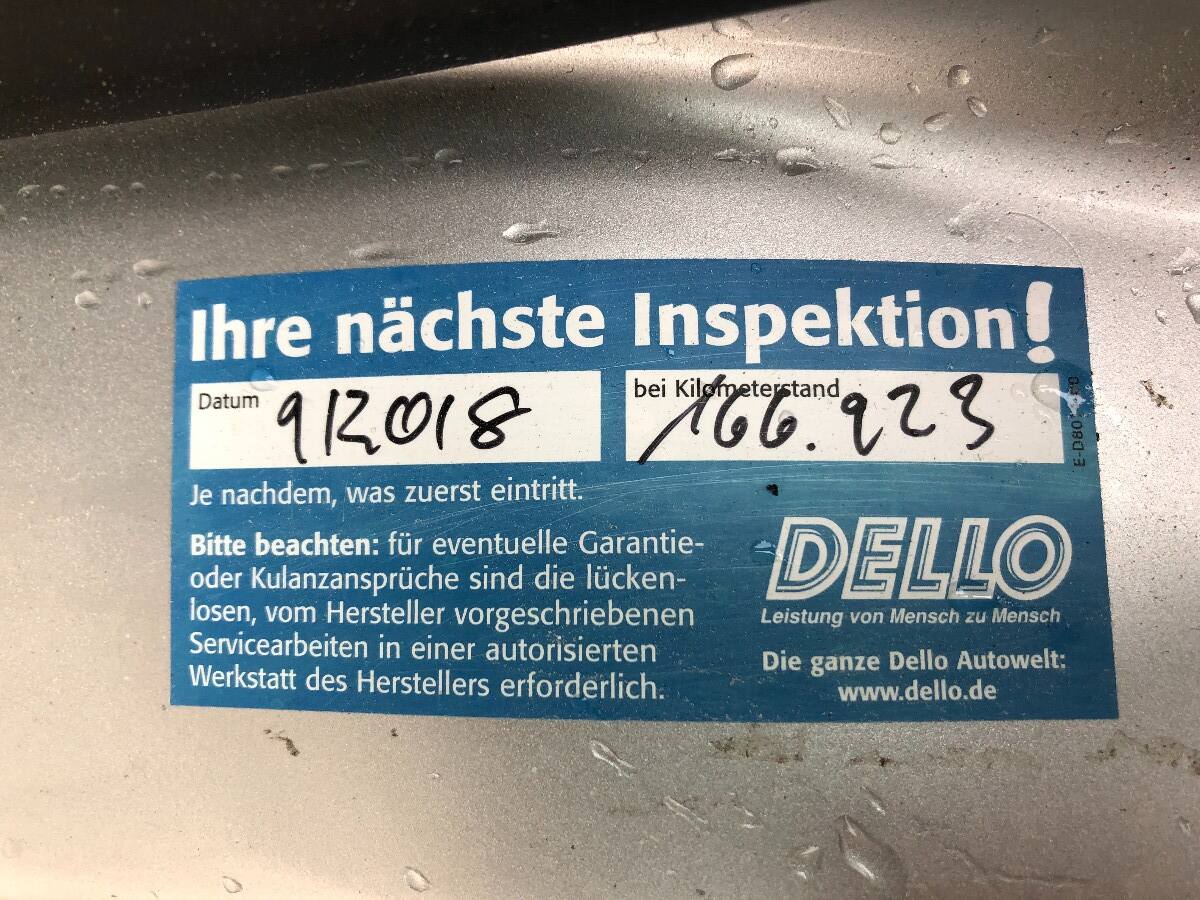 Ihre nächste Inspektion!
Datum 9/2018
bei Kilometerstand 166.923
Je nachdem, was zuerst eintritt.
Bitte beachten: für eventuelle Garantie-
oder Kulanzansprüche sind die lücken-
losen, vom Hersteller vorgeschriebenen
Servicearbeiten in einer autorisierten
Werkstatt des Herstellers erforderlich.
DELLO
Leistung von Mensch zu Mensch
Die ganze Dello Autowelt:
www.dello.de